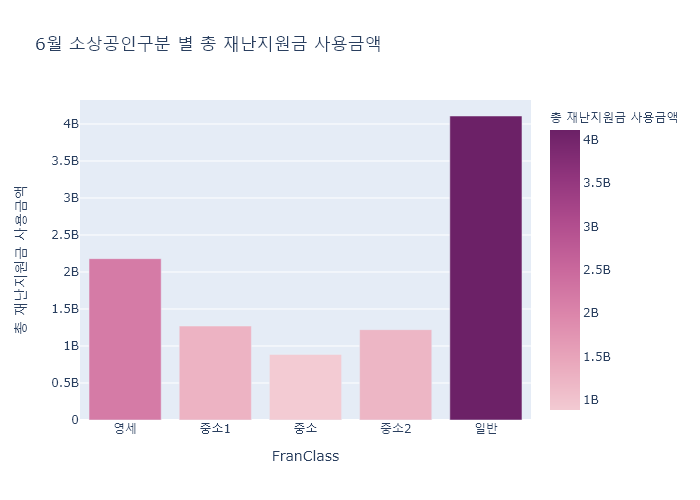 6월 소상공인구분 별 총 재난지원금 사용금액
총 재난지원금 사용금액
4B
3.5B
3B
2.5B
2B
1.5B
1B
0.5B
0
영세
중소1
중소
중소2
일반
FranClass
총 재난지원금 사용금액
4B
3.5B
3B
2.5B
2B
1.5B
1B